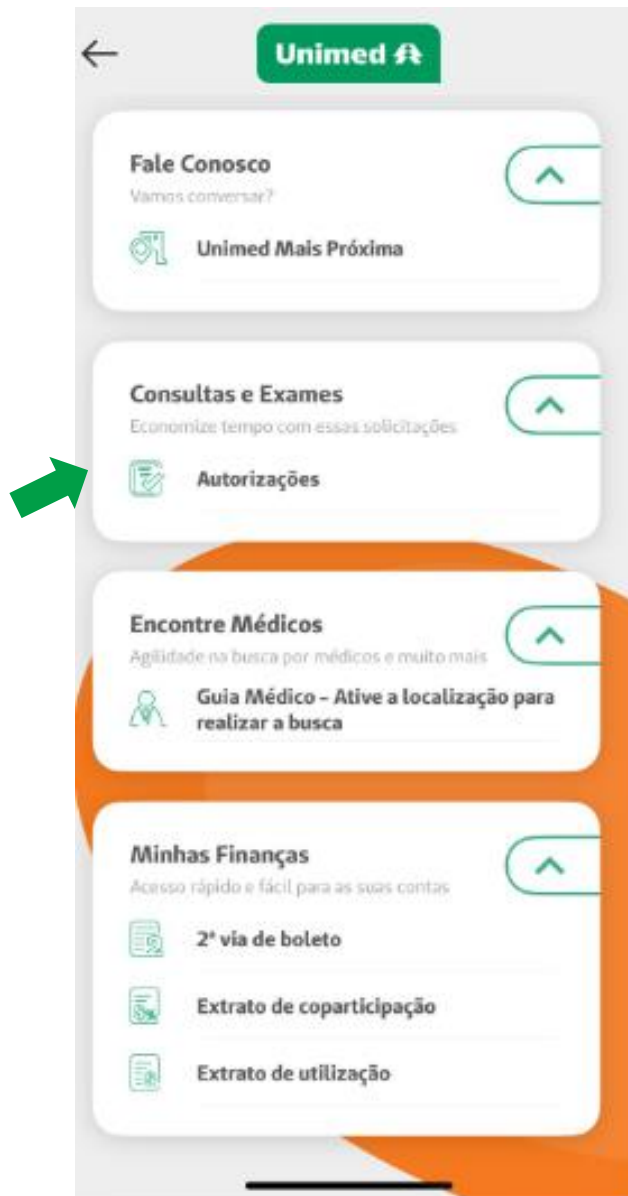 Unimed
Fale Conosco
Vamos conversar?
Unimed Mais Próxima
Consultas e Exames
Economize tempo com essas solicitações
Autorizações
Encontre Médicos
Agilidade na busca por médicos e muito mais
Guia Médico – Ative a localização para
realizar a busca
Minhas Finanças
Acesso rápido e fácil para as suas contas
2ª via de boleto
Extrato de coparticipação
Extrato de utilização